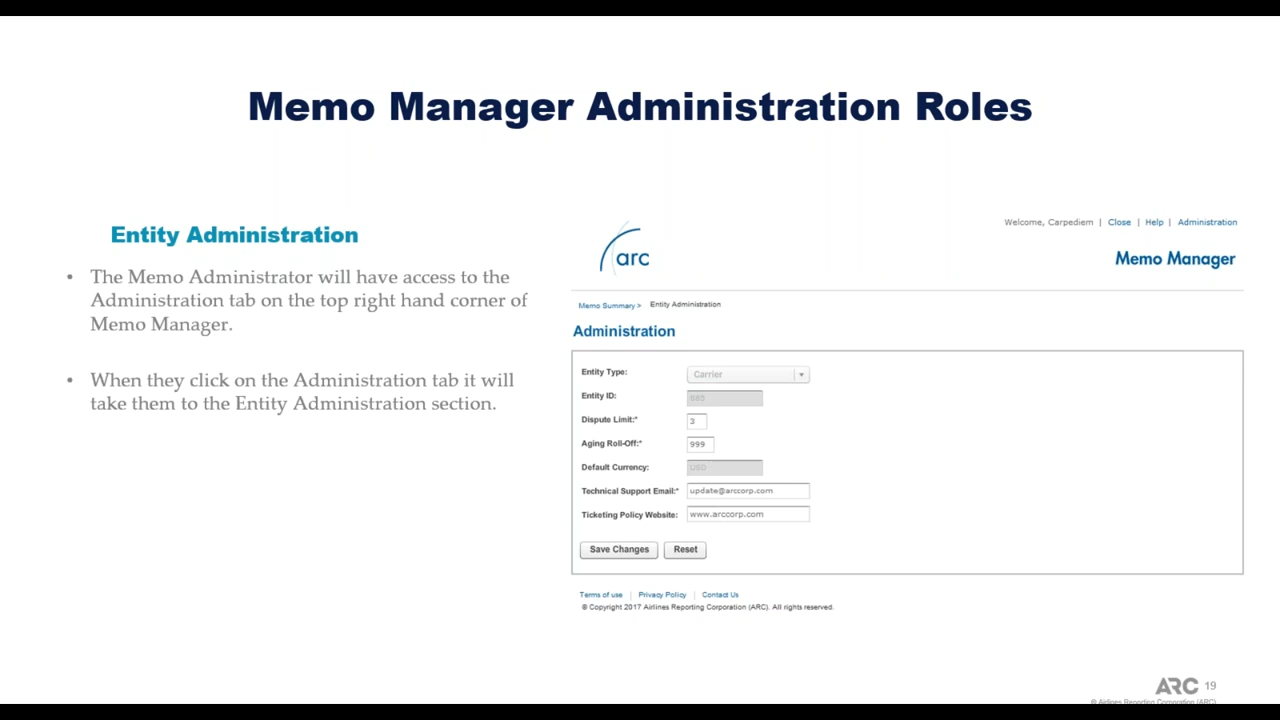 Memo Manager Administration Roles
Entity Administration
• The Memo Administrator will have access to the
Administration tab on the top right hand corner of
Memo Manager.
• When they click on the Administration tab it will
take them to the Entity Administration section.
Welcome, Carpediem | Close | Help | Administration
arc
Memo Manager
Memo Summary > Entity Administration
Administration
Entity Type: Carrier
Entity ID:
Dispute Limit:* 3
Aging Roll-Off:* 999
Default Currency: USD
Technical Support Email:* update@arccorp.com
Ticketing Policy Website: www.arccorp.com
Save Changes Reset
Terms of use | Privacy Policy | Contact Us
© Copyright 2017 Airlines Reporting Corporation (ARC). All rights reserved.
ARC 19
© Airlines Reporting Corporation (ARC)